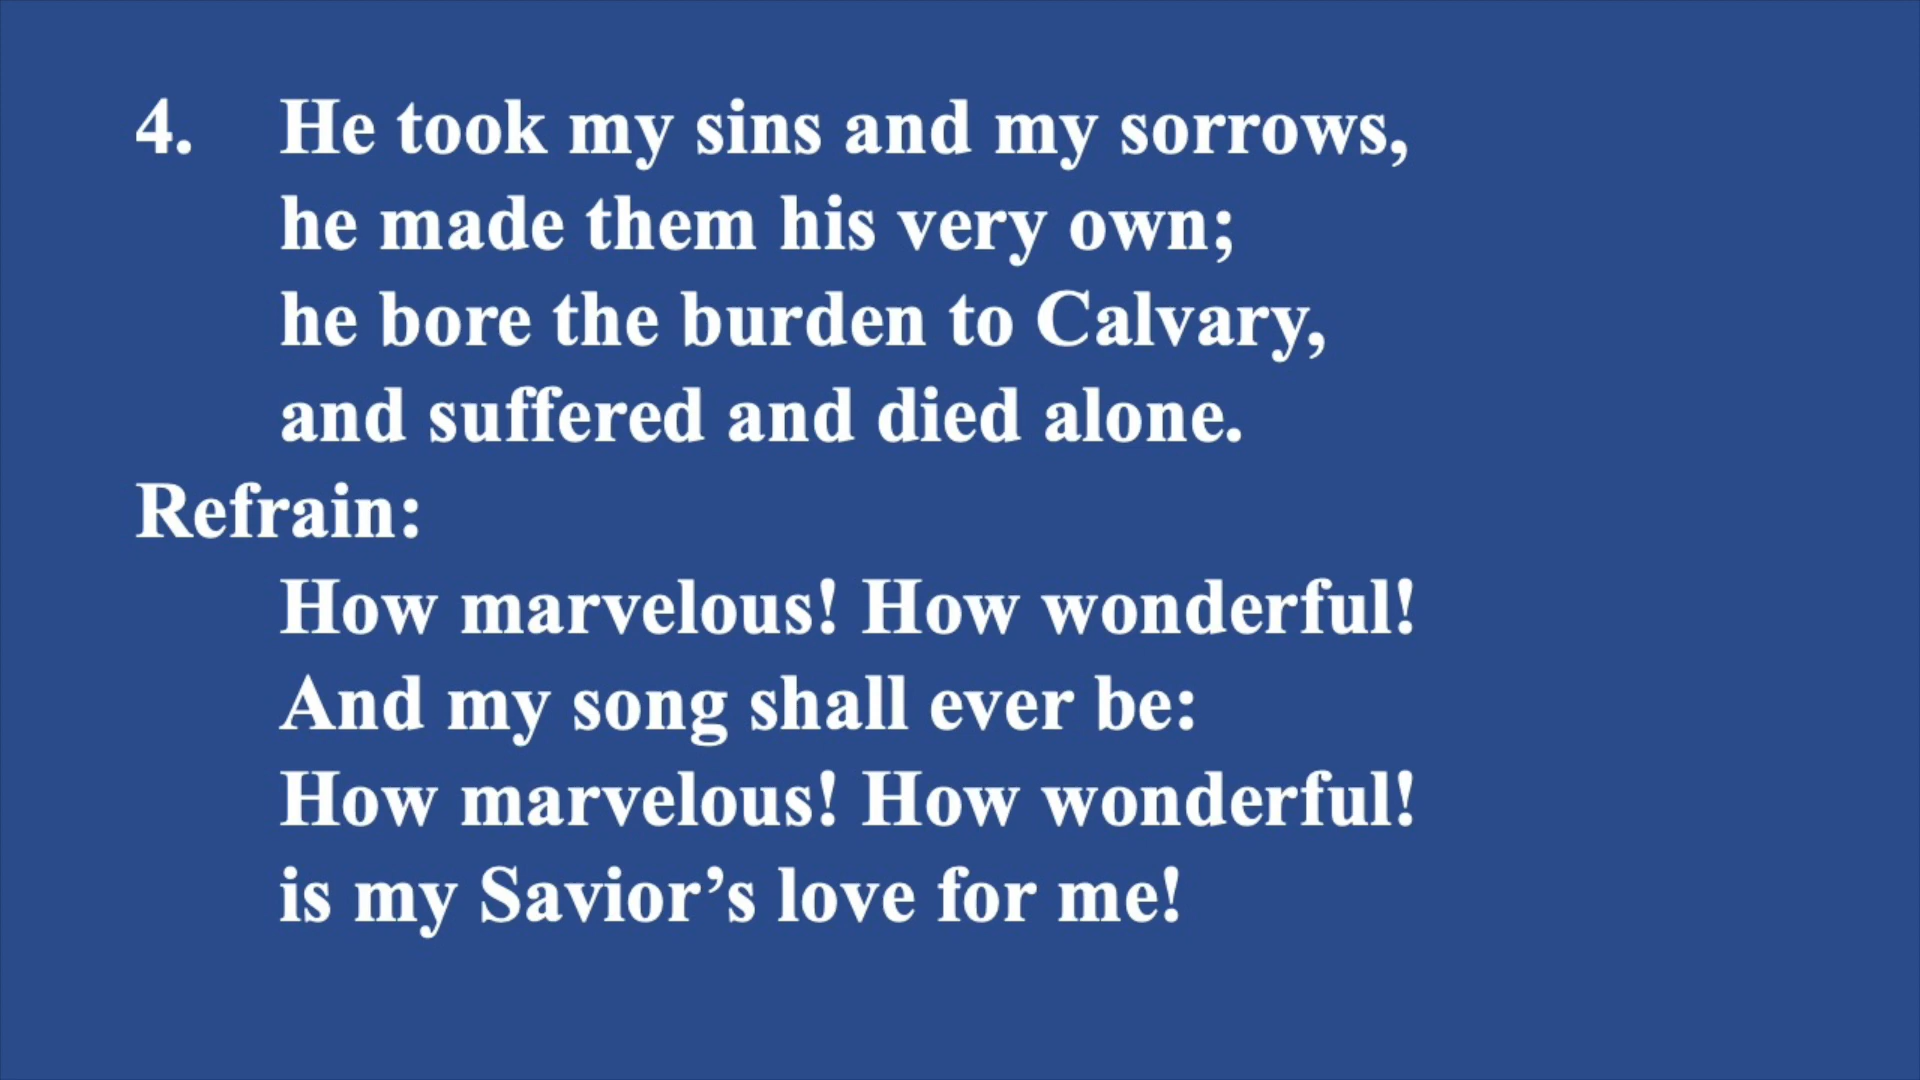 4. He took my sins and my sorrows,
he made them his very own;
he bore the burden to Calvary,
and suffered and died alone.
Refrain:
How marvelous! How wonderful!
And my song shall ever be:
How marvelous! How wonderful!
is my Savior’s love for me!